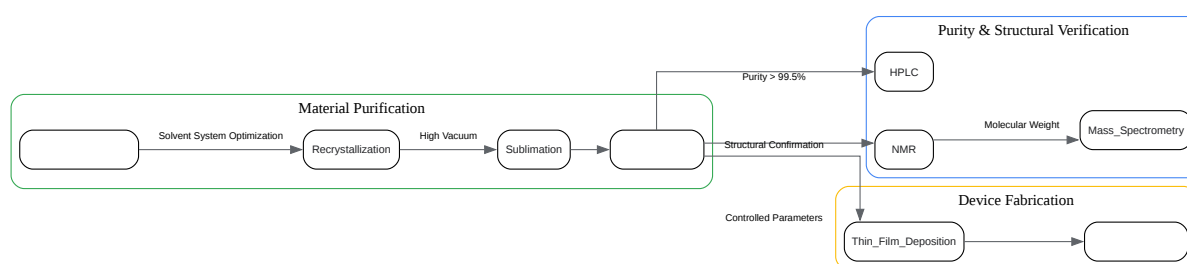 Purity & Structural Verification
HPLC
Purity > 99.5%
Material Purification
Solvent System Optimization
High Vacuum
Recrystallization
Sublimation
Structural Confirmation
NMR
Molecular Weight
Mass_Spectrometry
Device Fabrication
Controlled Parameters
Thin_Film_Deposition